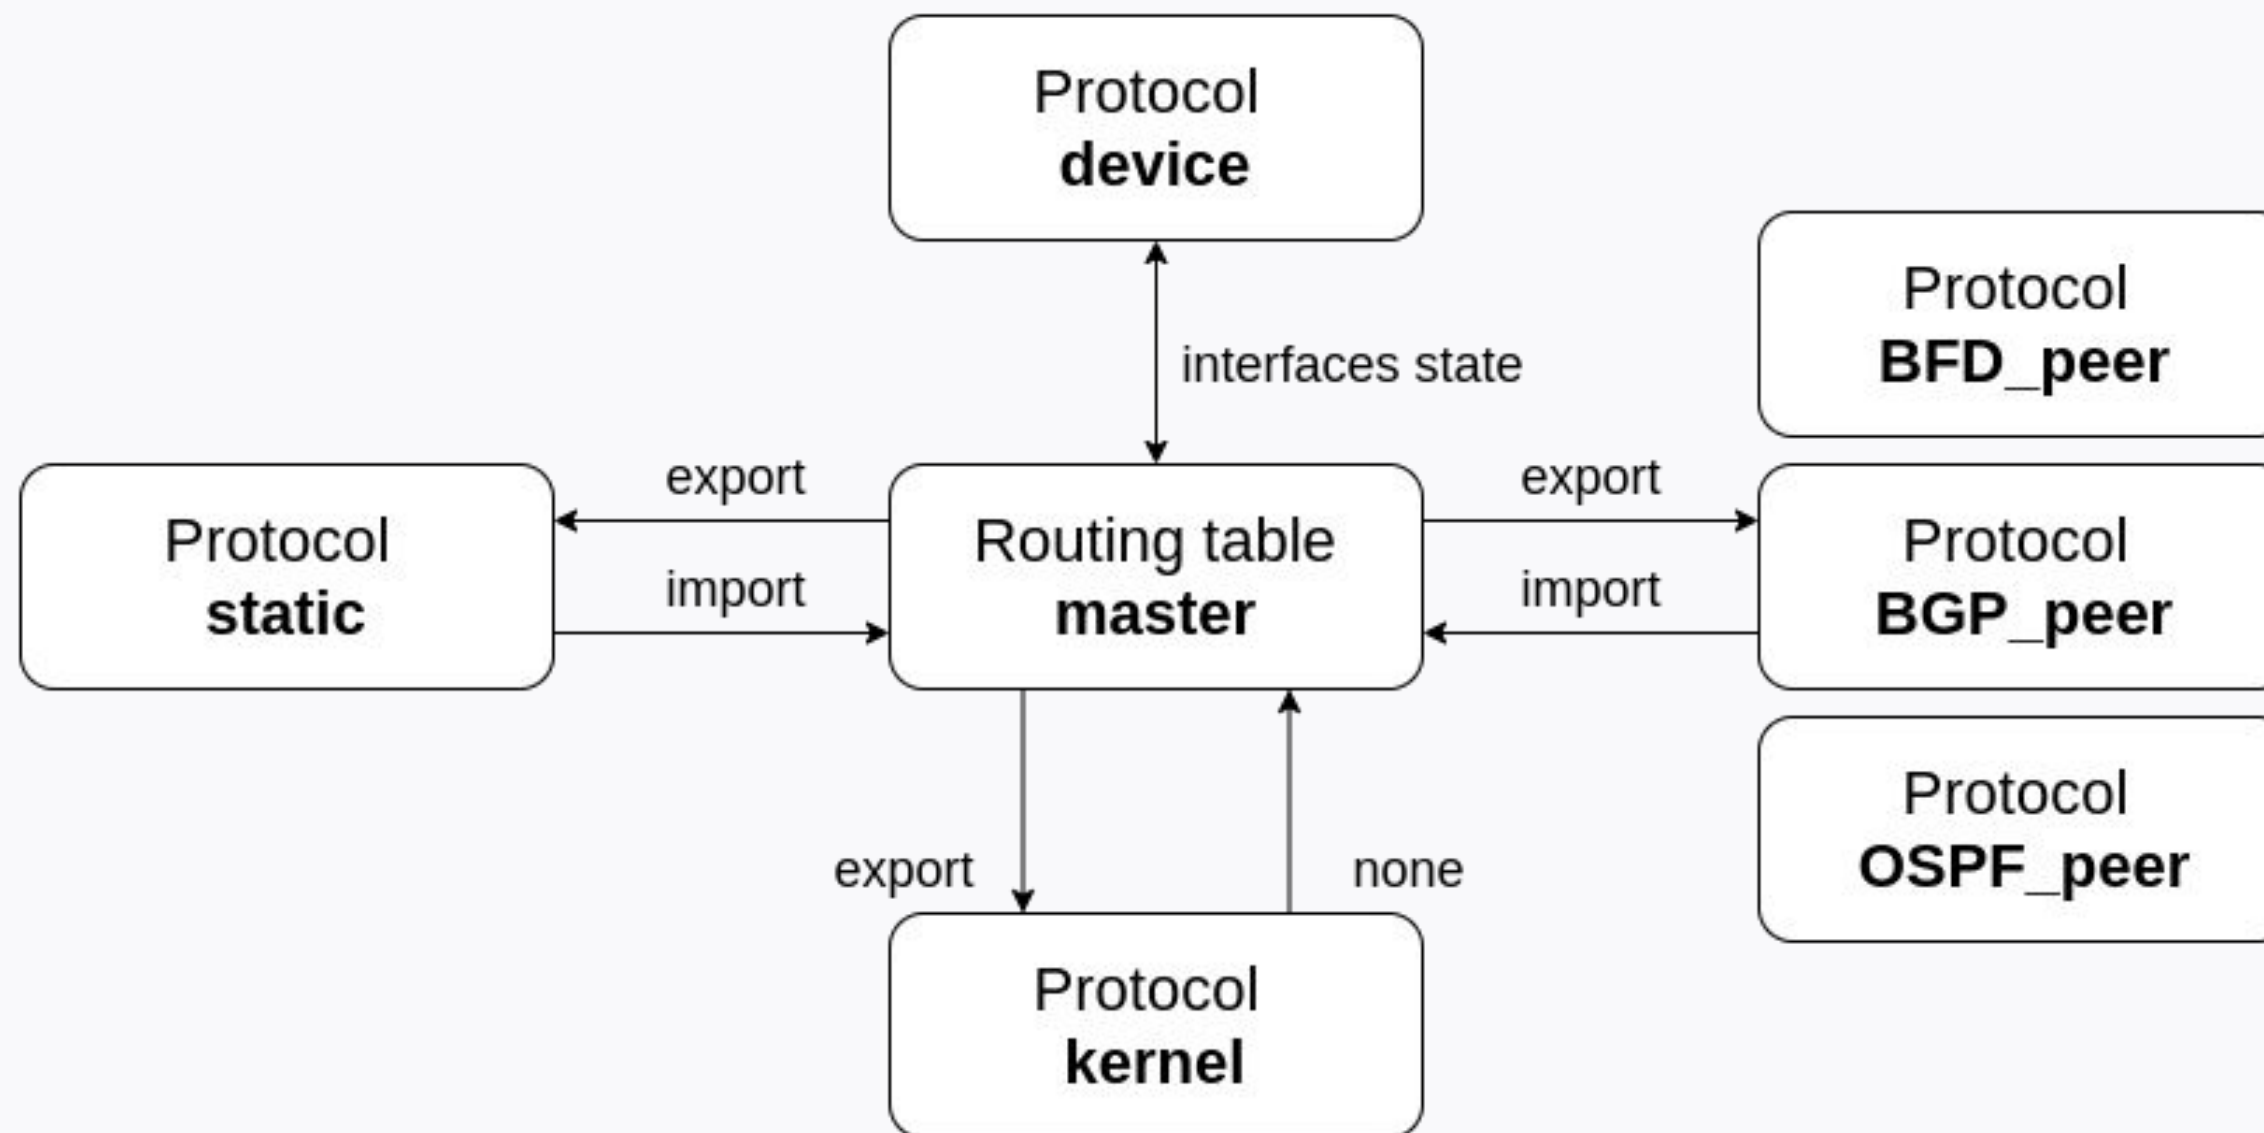 Protocol
device
Protocol
BFD_peer
interfaces state
export
export
Protocol
static
Routing table
master
Protocol
BGP_peer
import
import
Protocol
OSPF_peer
export
none
Protocol
kernel